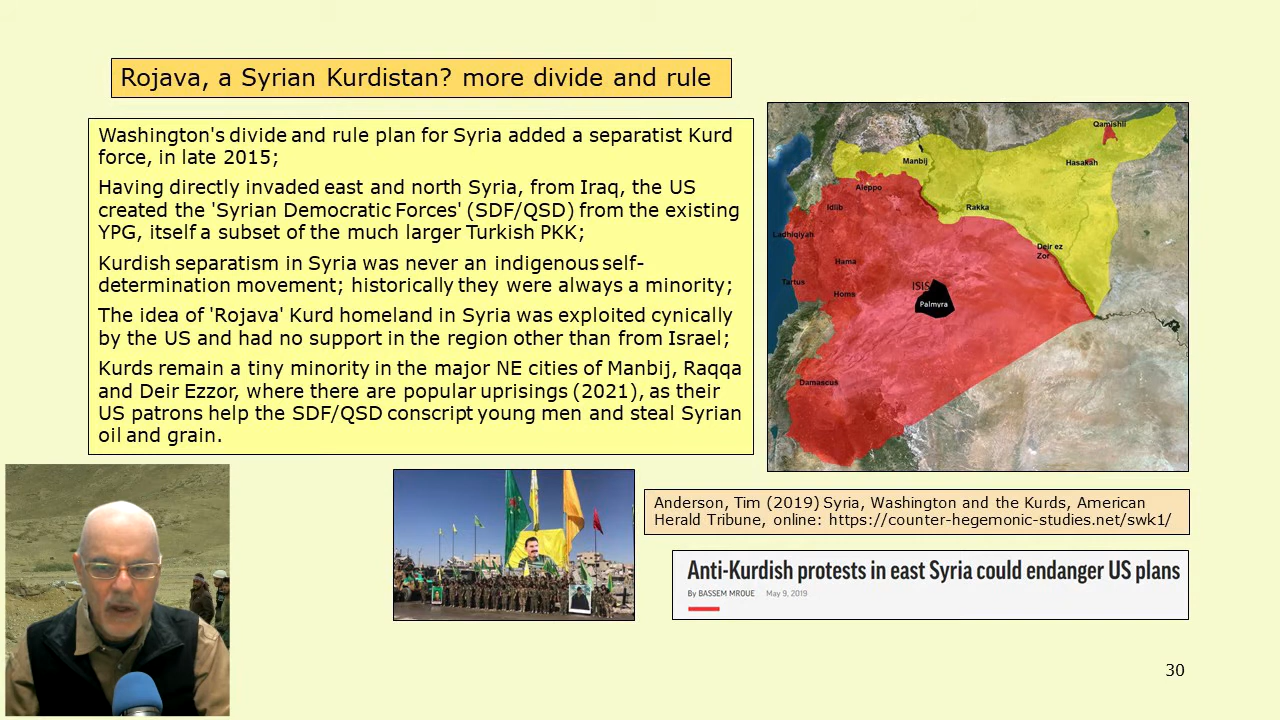 Rojava, a Syrian Kurdistan? more divide and rule
Washington's divide and rule plan for Syria added a separatist Kurd
force, in late 2015;
Having directly invaded east and north Syria, from Iraq, the US
created the 'Syrian Democratic Forces' (SDF/QSD) from the existing
YPG, itself a subset of the much larger Turkish PKK;
Kurdish separatism in Syria was never an indigenous self-
determination movement; historically they were always a minority;
The idea of 'Rojava' Kurd homeland in Syria was exploited cynically
by the US and had no support in the region other than from Israel;
Kurds remain a tiny minority in the major NE cities of Manbij, Raqqa
and Deir Ezzor, where there are popular uprisings (2021), as their
US patrons help the SDF/QSD conscript young men and steal Syrian
oil and grain.
Qamishli
Manbij
Hasakah
Aleppo
Idlib
Rakka
Ladhiqiyah
Deir ez
Zor
Hama
Tartus
ISIS
Homs
Palmyra
Damascus
Anderson, Tim (2019) Syria, Washington and the Kurds, American
Herald Tribune, online: https://counter-hegemonic-studies.net/swk1/
Anti-Kurdish protests in east Syria could endanger US plans
By BASSEM MROUE May 9, 2019
30